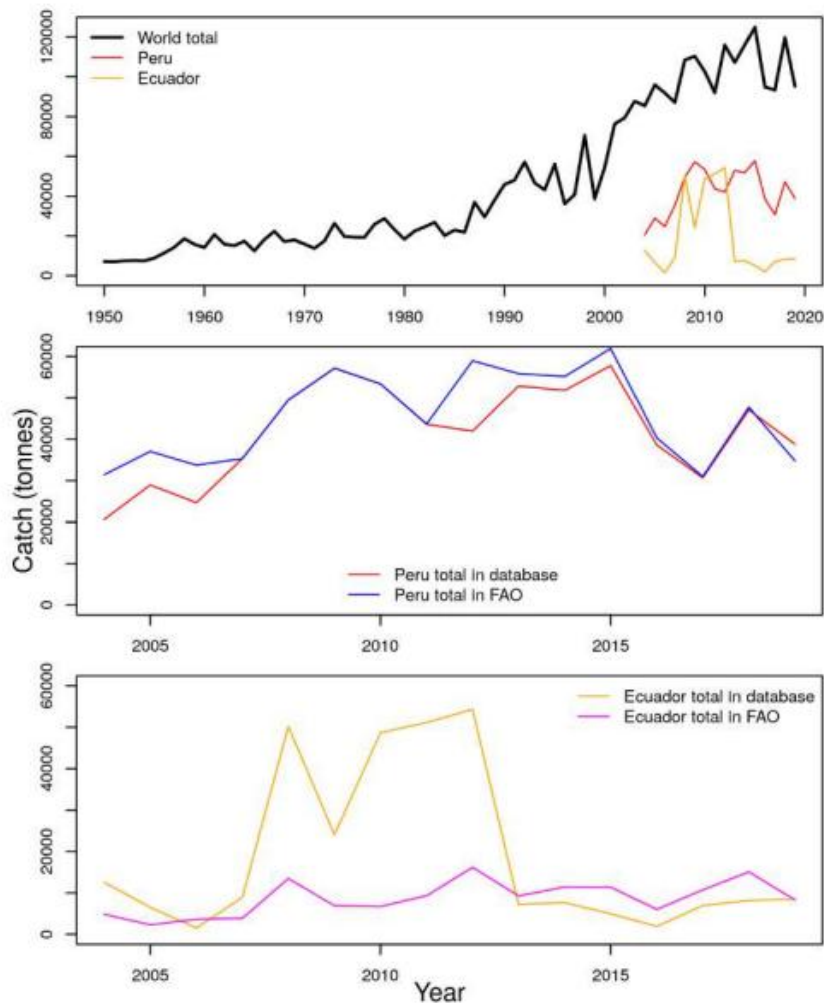 World total
Peru
Ecuador
120000
80000
40000
0
1950 1960 1970 1980 1990 2000 2010 2020
Catch (tonnes)
60000
40000
20000
0
Peru total in database
Peru total in FAO
2005 2010 2015
60000
40000
20000
0
Ecuador total in database
Ecuador total in FAO
2005 2010 2015
Year